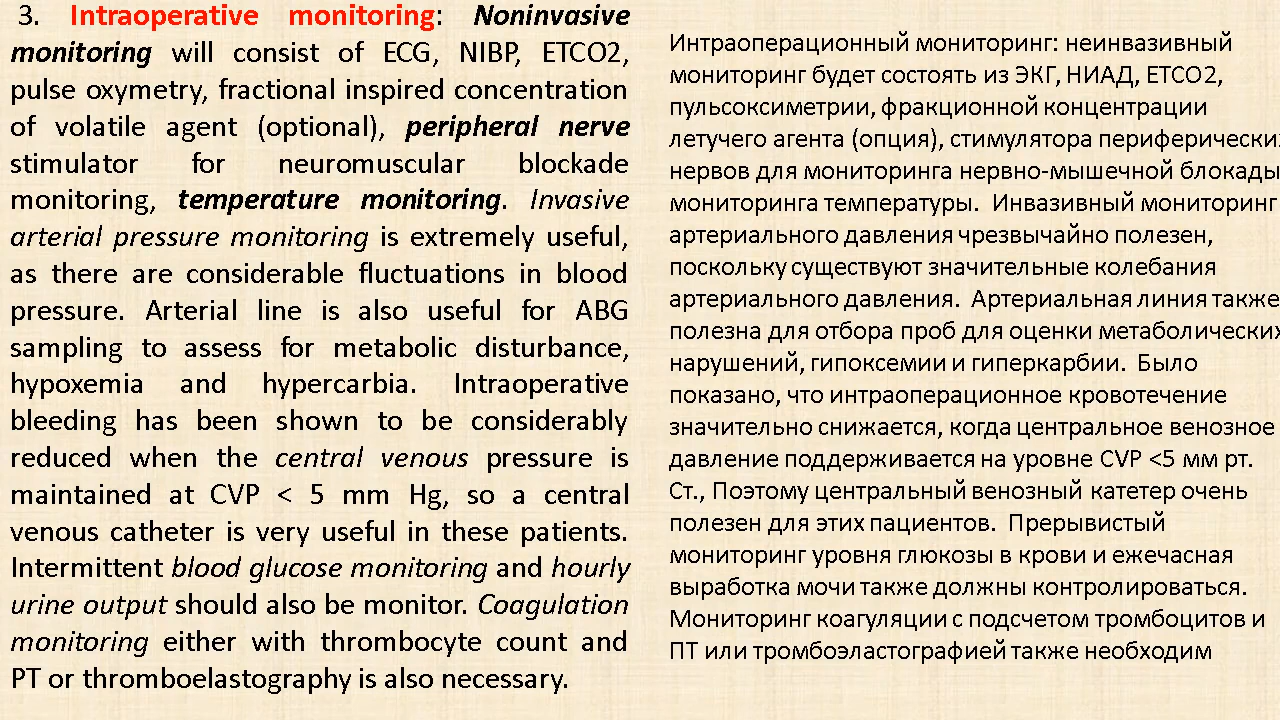 3. Intraoperative monitoring: Noninvasive
monitoring will consist of ECG, NIBP, ETCO2,
pulse oxymetry, fractional inspired concentration
of volatile agent (optional), peripheral nerve
stimulator for neuromuscular blockade
monitoring, temperature monitoring. Invasive
arterial pressure monitoring is extremely useful,
as there are considerable fluctuations in blood
pressure. Arterial line is also useful for ABG
sampling to assess for metabolic disturbance,
hypoxemia and hypercarbia. Intraoperative
bleeding has been shown to be considerably
reduced when the central venous pressure is
maintained at CVP < 5 mm Hg, so a central
venous catheter is very useful in these patients.
Intermittent blood glucose monitoring and hourly
urine output should also be monitor. Coagulation
monitoring either with thrombocyte count and
PT or thromboelastography is also necessary.
Интраоперационный мониторинг: неинвазивный
мониторинг будет состоять из ЭКГ, НИАД, ETCO2,
пульсоксиметрии, фракционной концентрации
летучего агента (опция), стимулятора периферически
нервов для мониторинга нервно-мышечной блокады
мониторинга температуры. Инвазивный мониторинг
артериального давления чрезвычайно полезен,
поскольку существуют значительные колебания
артериального давления. Артериальная линия также
полезна для отбора проб для оценки метаболических
нарушений, гипоксемии и гиперкарбии. Было
показано, что интраоперационное кровотечение
значительно снижается, когда центральное венозное
давление поддерживается на уровне CVP <5 мм рт.
Ст., Поэтому центральный венозный катетер очень
полезен для этих пациентов. Прерывистый
мониторинг уровня глюкозы в крови и ежечасная
выработка мочи также должны контролироваться.
Мониторинг коагуляции с подсчетом тромбоцитов и
ПТ или тромбоэластографией также необходим